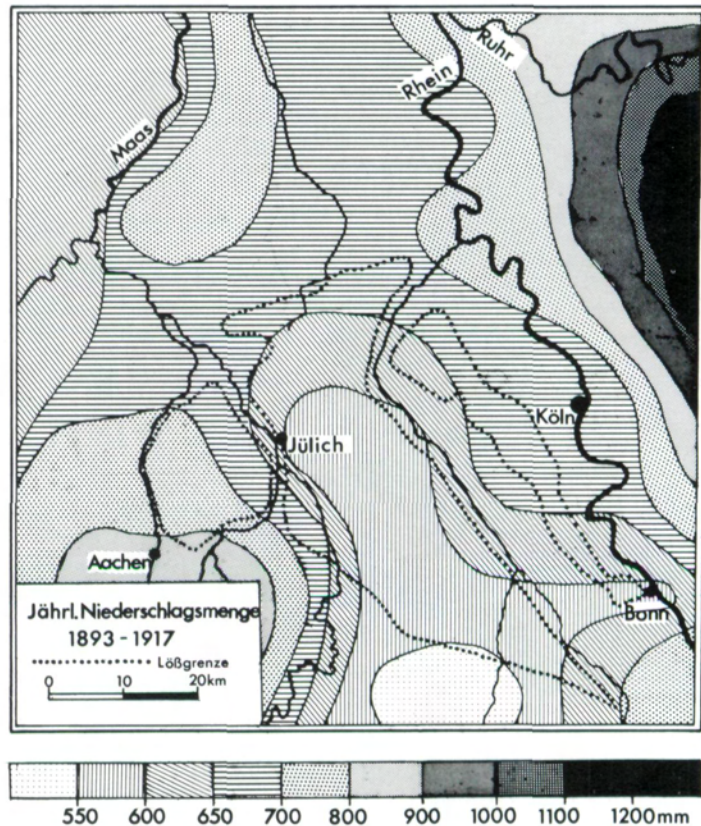 Maas
Rhein
Ruhr
Köln
Jülich
Aachen
Bonn
Jährl. Niederschlagsmenge
1893 - 1917
Lößgrenze
0 10 20km
550 600 650 700 800 900 1000 1100 1200mm